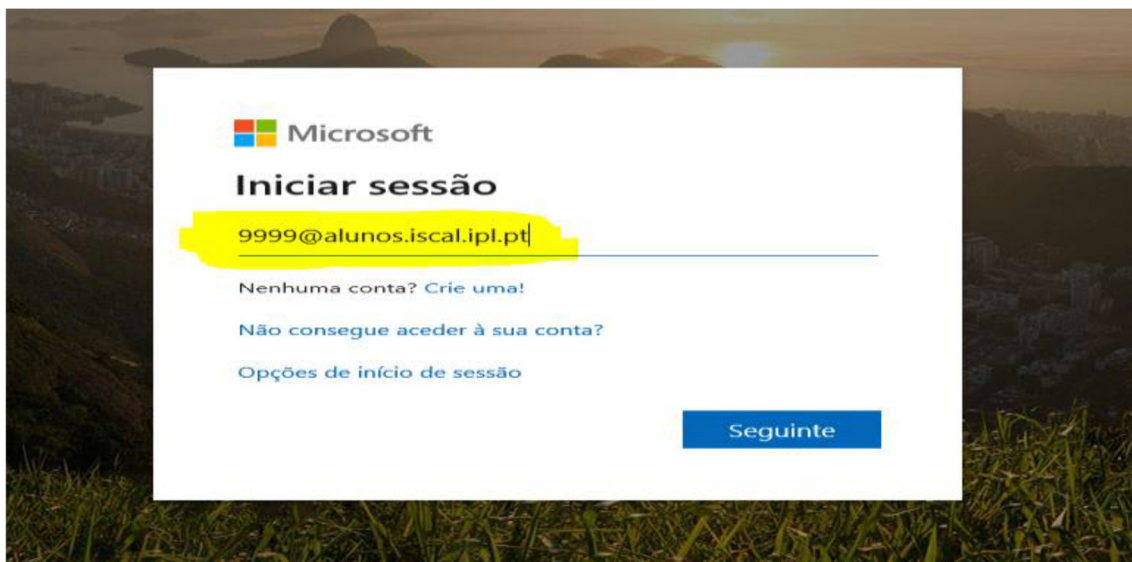 Microsoft
Iniciar sessão
9999@alunos.iscal.ipl.pt
Nenhuma conta? Crie uma!
Não consegue aceder à sua conta?
Opções de início de sessão
Seguinte